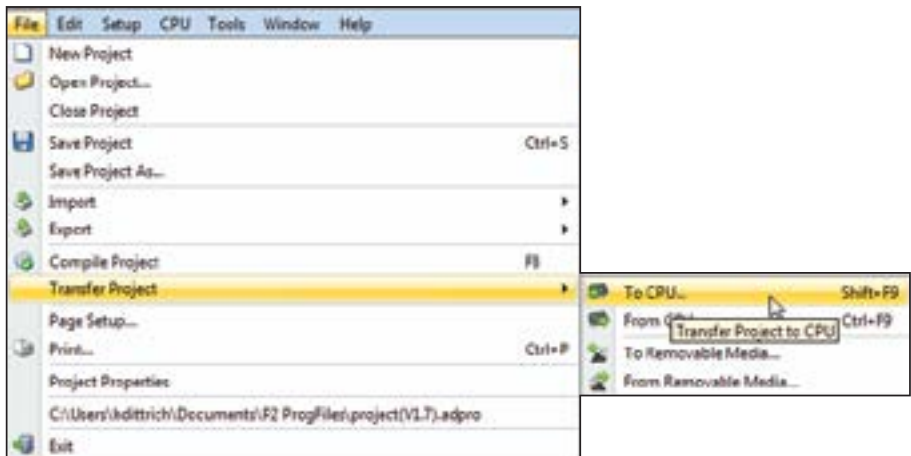 File Edit Setup CPU Tools Window Help
New Project
Open Project...
Close Project
Save Project Ctrl+S
Save Project As...
Import
Export
Compile Project
Transfer Project
Page Setup...
Print... Ctrl+P
Project Properties
C:\Users\hdittrich\Documents\F2 ProgFiles\project(V1.7).adpro
Exit
To CPU... Shift+F9
From Ctrl+F9
Transfer Project to CPU
To Removable Media...
From Removable Media...